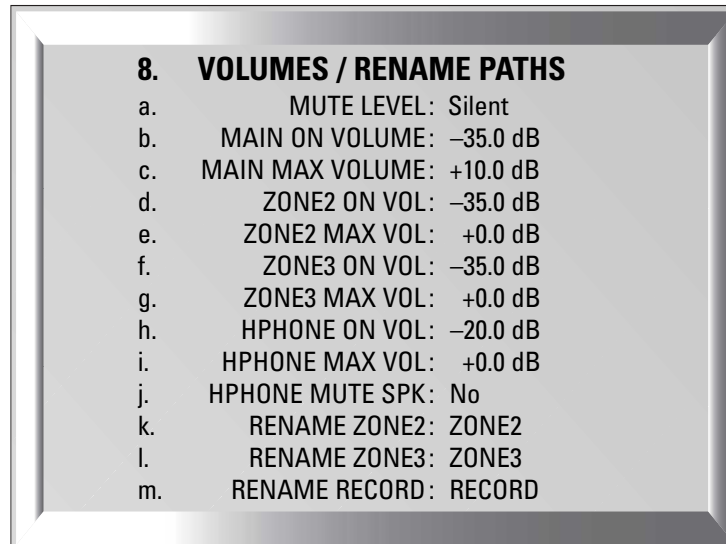 8. VOLUMES / RENAME PATHS
a. MUTE LEVEL: Silent
b. MAIN ON VOLUME: –35.0 dB
c. MAIN MAX VOLUME: +10.0 dB
d. ZONE2 ON VOL: –35.0 dB
e. ZONE2 MAX VOL: +0.0 dB
f. ZONE3 ON VOL: –35.0 dB
g. ZONE3 MAX VOL: +0.0 dB
h. HPHONE ON VOL: –20.0 dB
i. HPHONE MAX VOL: +0.0 dB
j. HPHONE MUTE SPK: No
k. RENAME ZONE2: ZONE2
l. RENAME ZONE3: ZONE3
m. RENAME RECORD: RECORD